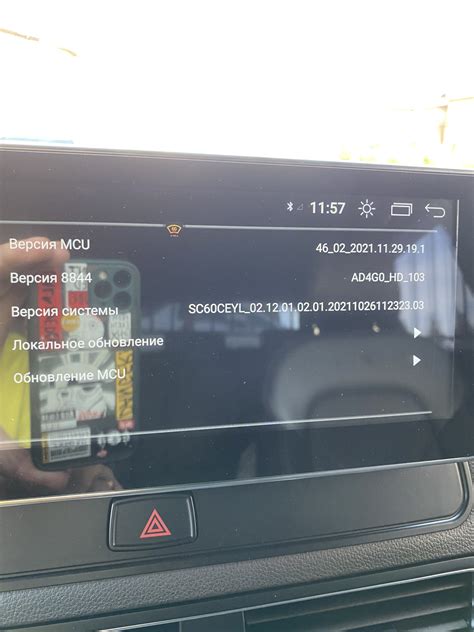 11:57
Версия MCU 46_02_2021.11.29.19.1
Версия 8844 AD4G0_HD_103
Версия системы SC60CEYL_02.12.01.02.01.20211026112323.03
Локальное обновление
Обновление MCU